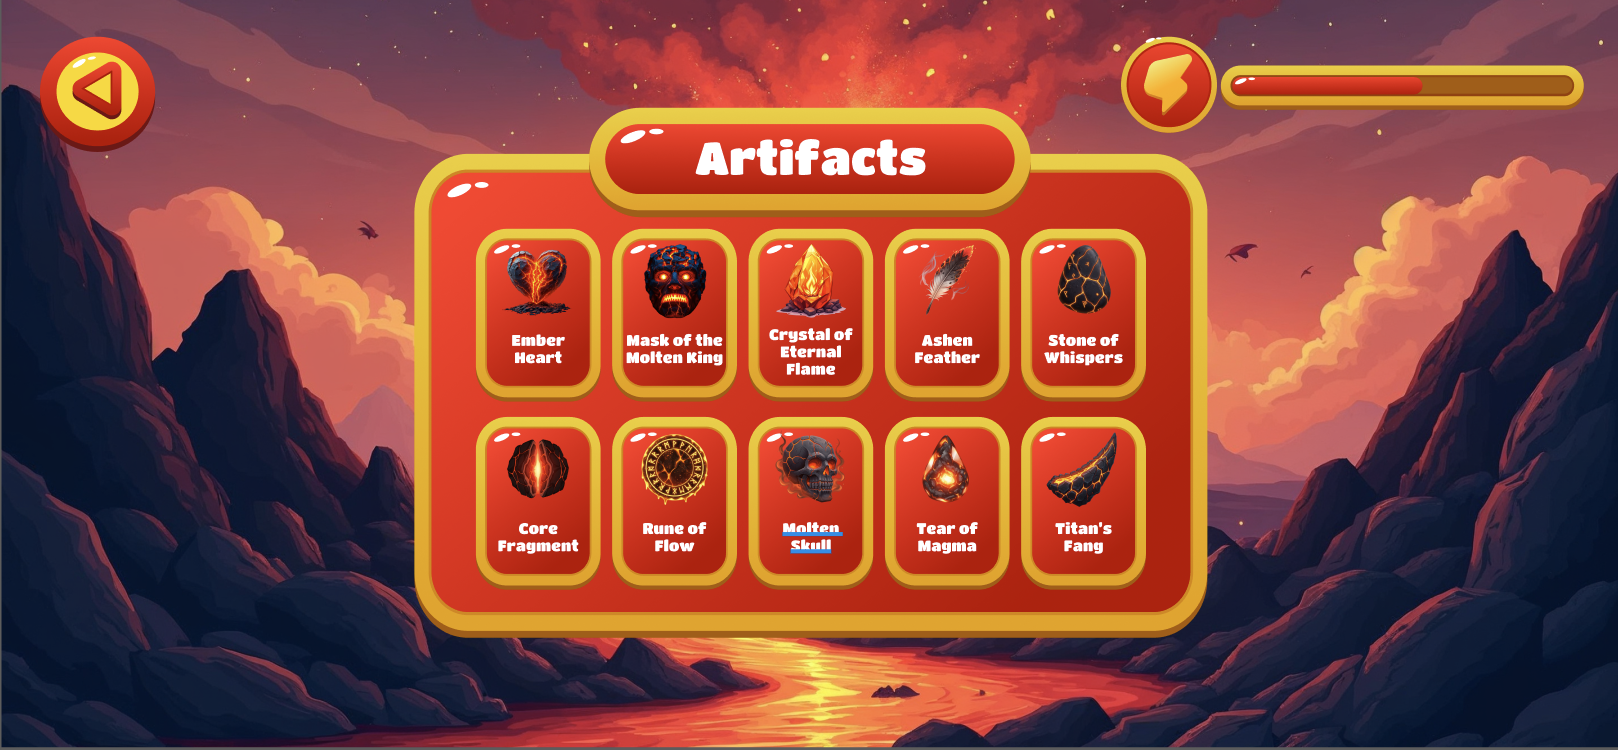 Artifacts
Ember
Heart
Mask of the
Molten King
Crystal of
Eternal
Flame
Ashen
Feather
Stone of
Whispers
Core
Fragment
Rune of
Flow
Molten
Skull
Tear of
Magma
Titan's
Fang